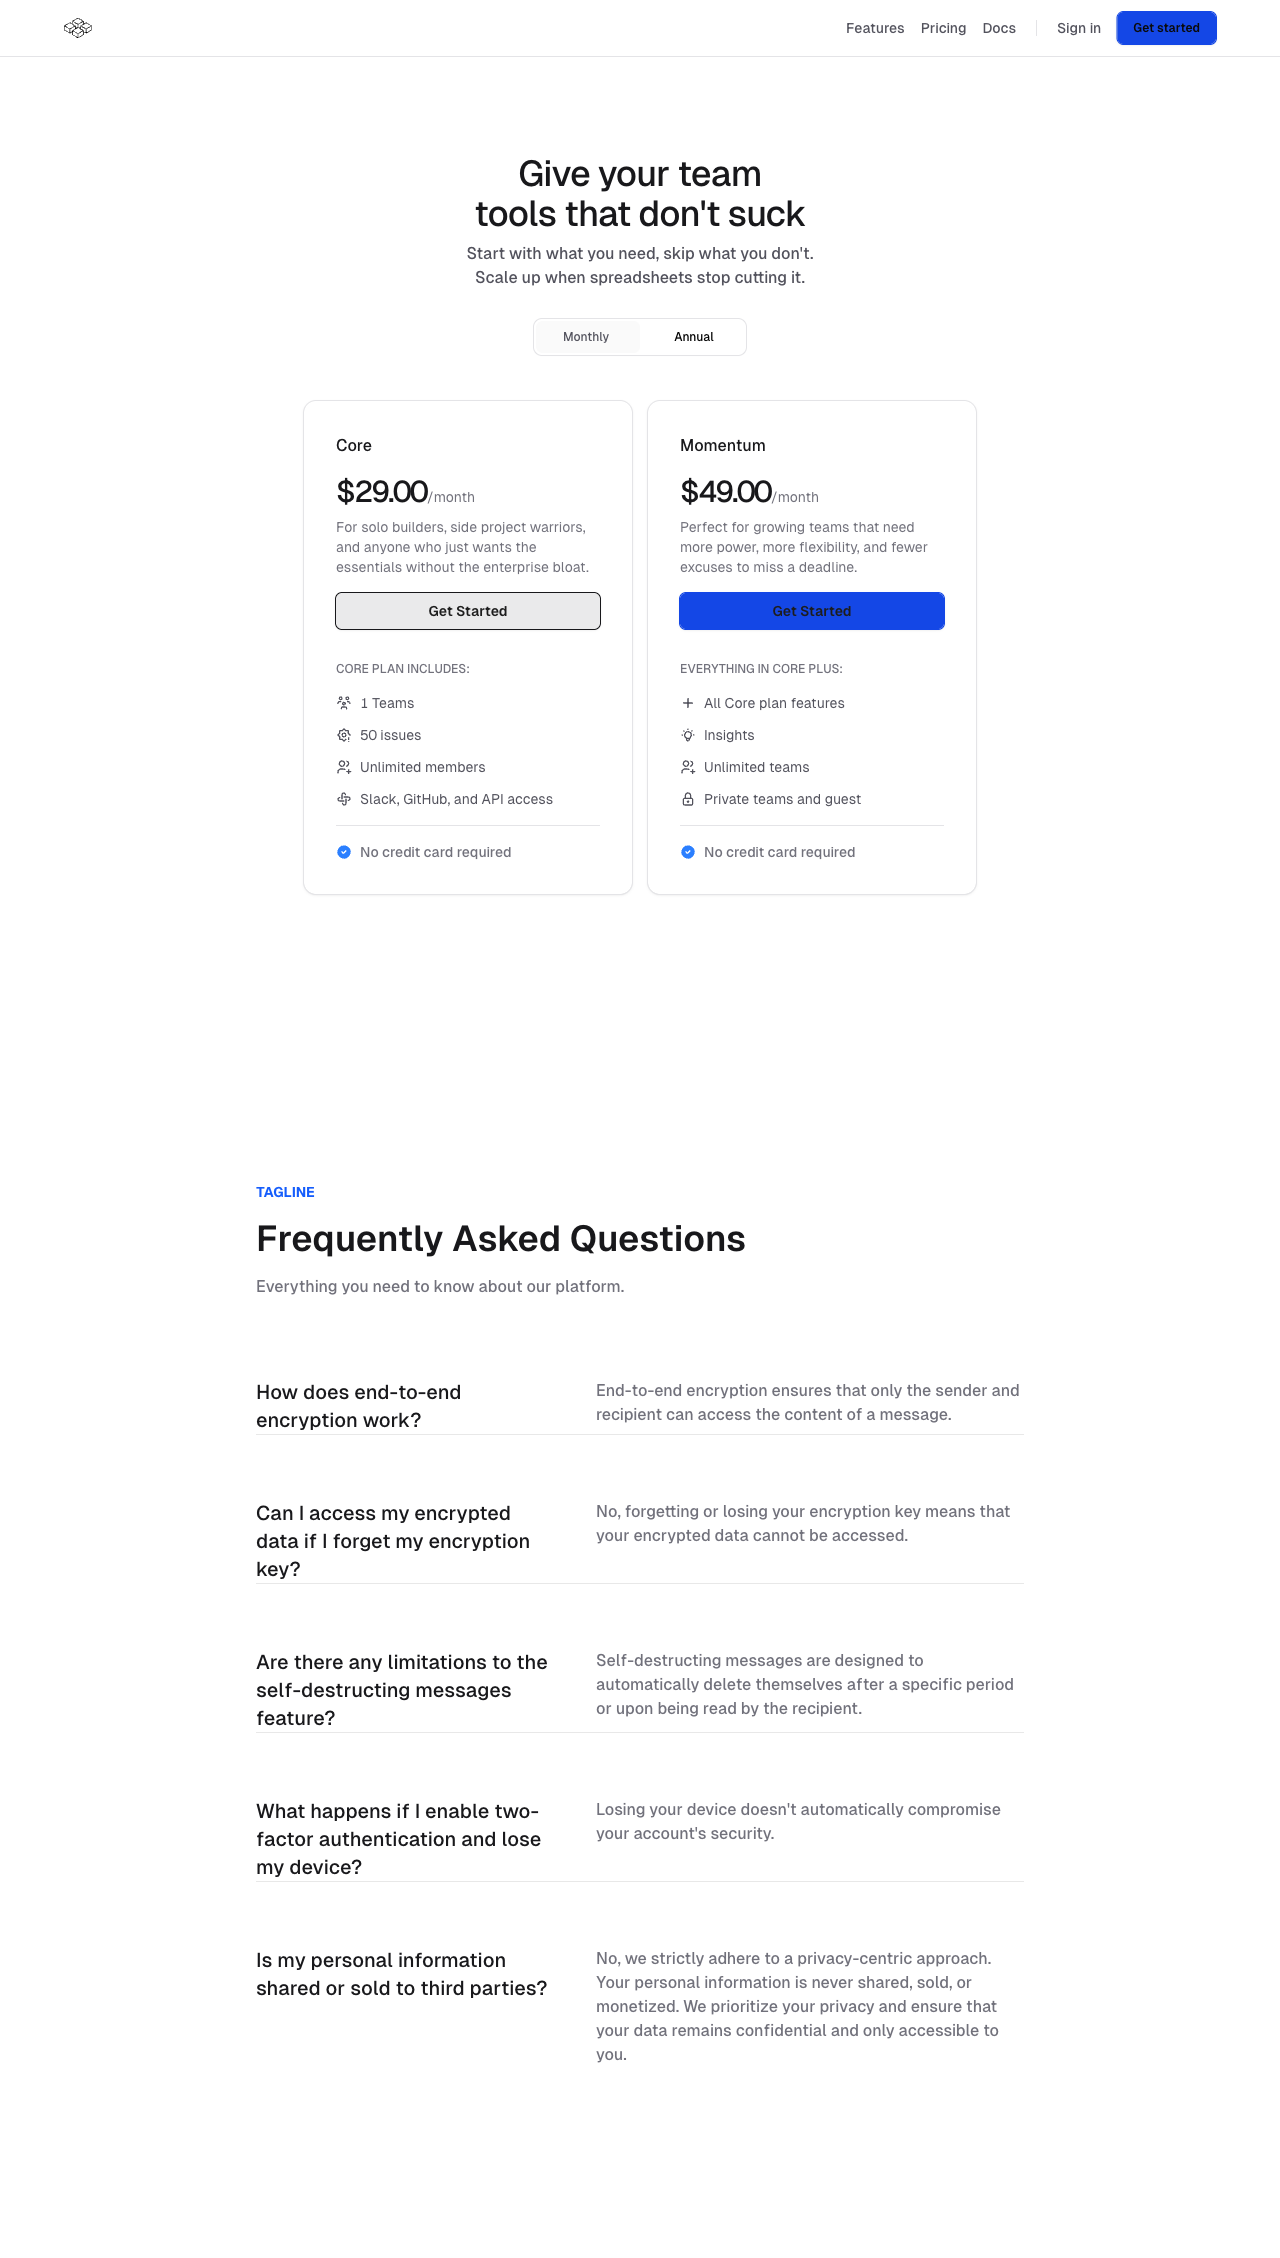 Features Pricing Docs Sign in Get started
Give your team
tools that don't suck
Start with what you need, skip what you don't.
Scale up when spreadsheets stop cutting it.
Monthly Annual
Core
$29.00/month
For solo builders, side project warriors,
and anyone who just wants the
essentials without the enterprise bloat.
Get Started
CORE PLAN INCLUDES:
1 Teams
50 issues
Unlimited members
Slack, GitHub, and API access
No credit card required
Momentum
$49.00/month
Perfect for growing teams that need
more power, more flexibility, and fewer
excuses to miss a deadline.
Get Started
EVERYTHING IN CORE PLUS:
All Core plan features
Insights
Unlimited teams
Private teams and guest
No credit card required
TAGLINE
Frequently Asked Questions
Everything you need to know about our platform.
How does end-to-end
encryption work?
End-to-end encryption ensures that only the sender and
recipient can access the content of a message.
Can I access my encrypted
data if I forget my encryption
key?
No, forgetting or losing your encryption key means that
your encrypted data cannot be accessed.
Are there any limitations to the
self-destructing messages
feature?
Self-destructing messages are designed to
automatically delete themselves after a specific period
or upon being read by the recipient.
What happens if I enable two-
factor authentication and lose
my device?
Losing your device doesn't automatically compromise
your account's security.
Is my personal information
shared or sold to third parties?
No, we strictly adhere to a privacy-centric approach.
Your personal information is never shared, sold, or
monetized. We prioritize your privacy and ensure that
your data remains confidential and only accessible to
you.